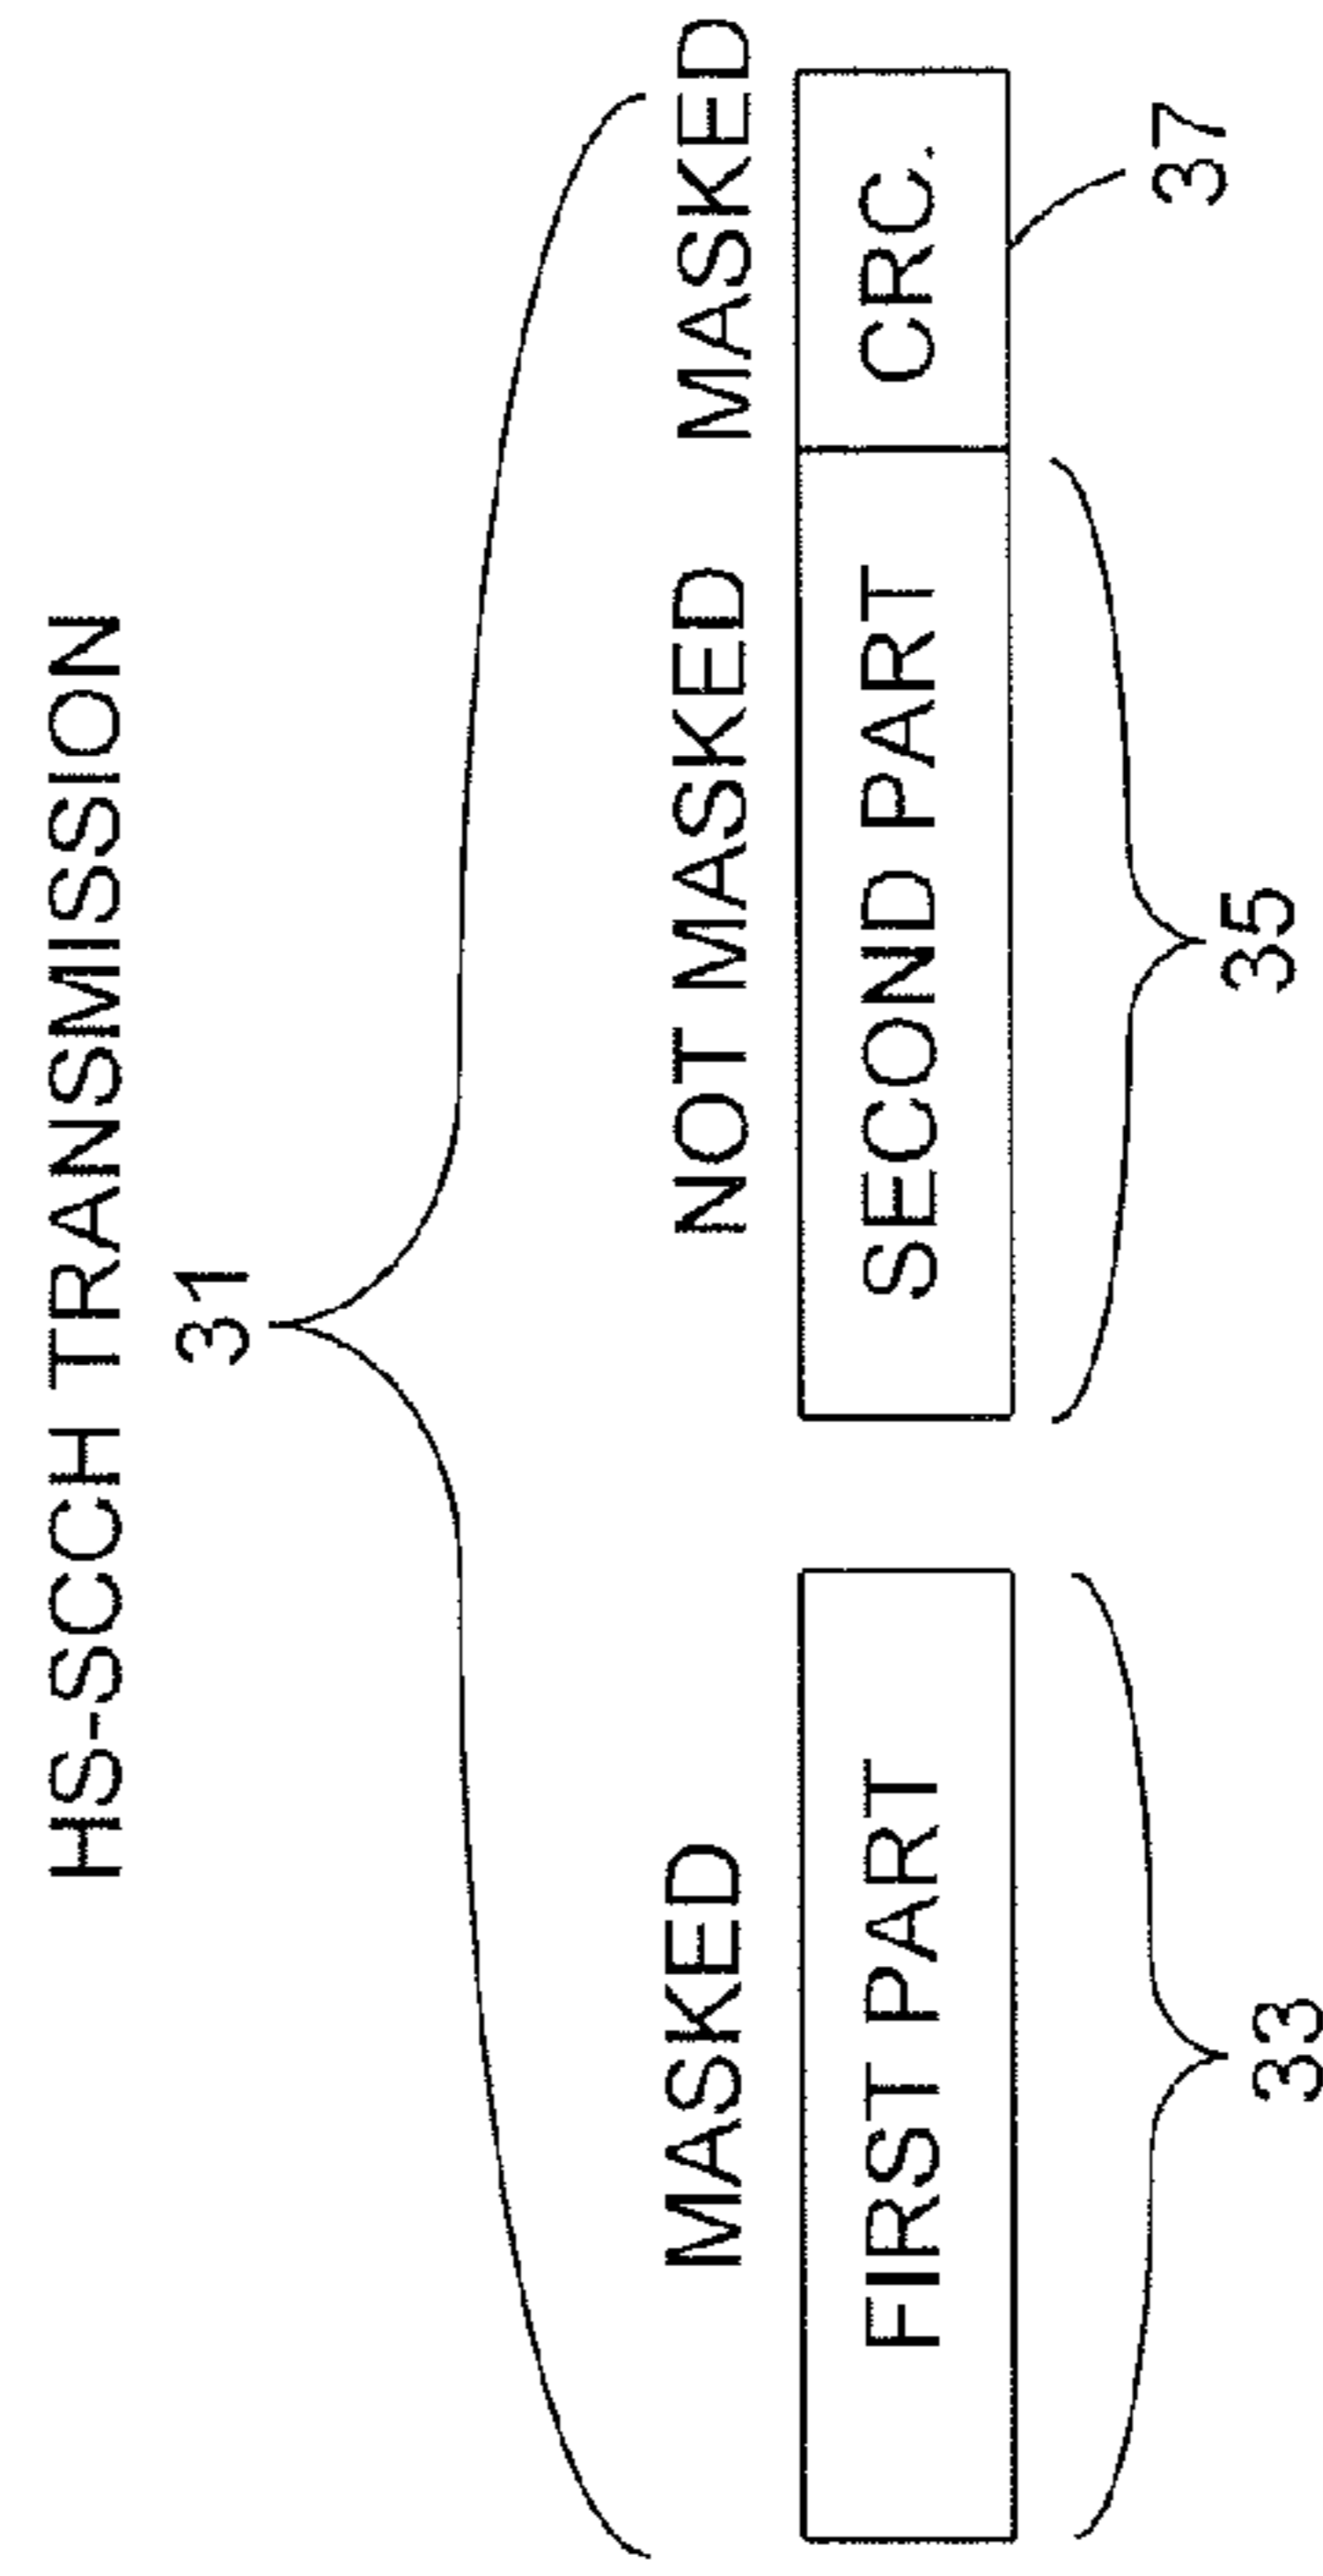 HS-SCCH TRANSMISSION
31
MASKED NOT MASKED MASKED
FIRST PART SECOND PART CRC.
33 35 37